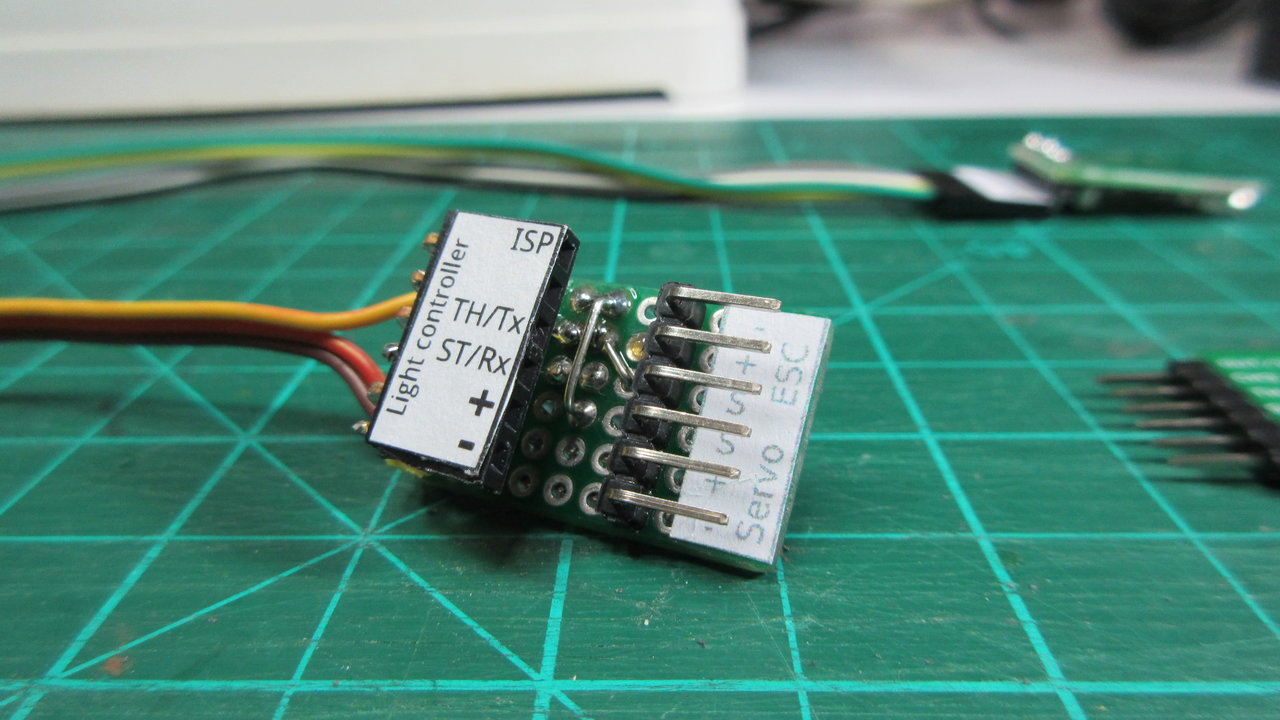 Light controller
ISP
TH/Tx
ST/Rx
+
-
- + S
S + -
ESC
Servo